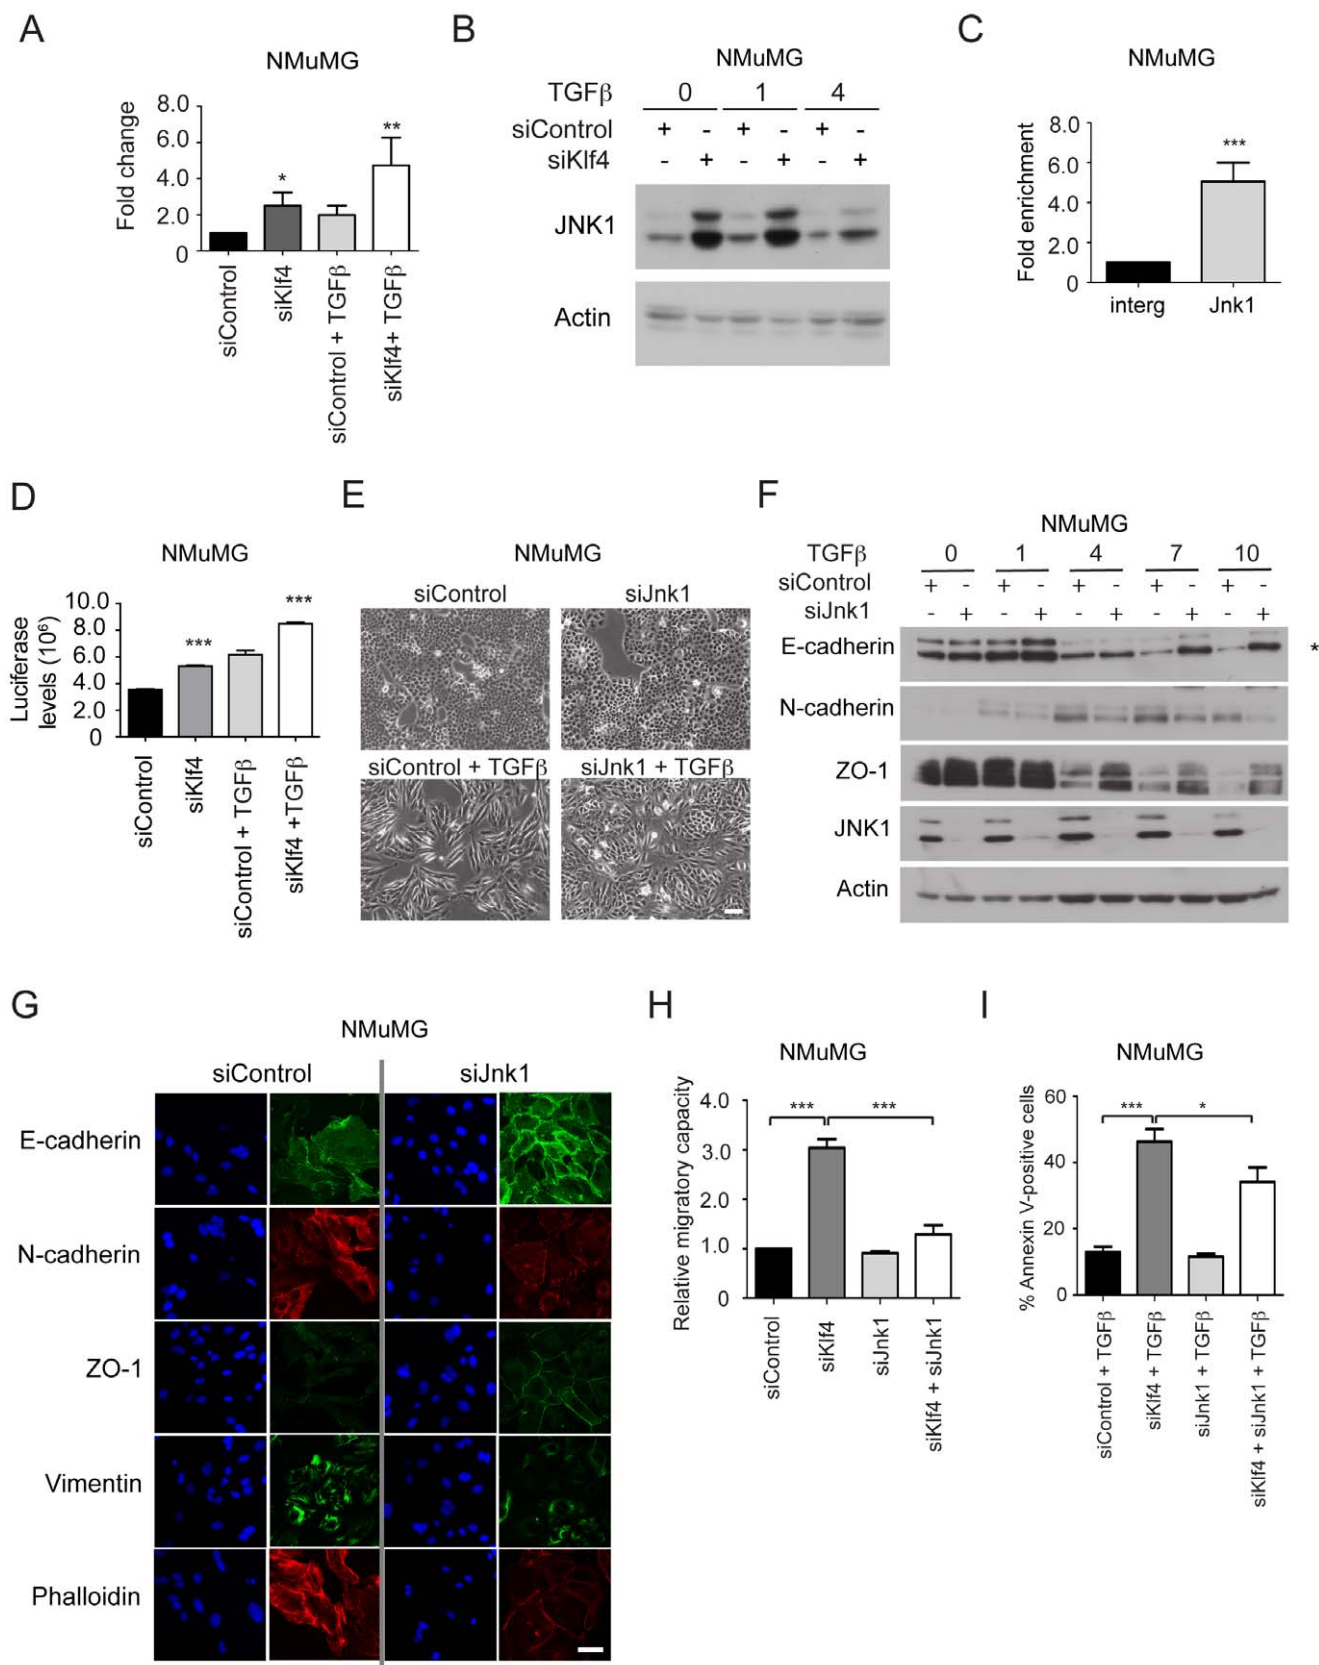 A
NMuMG
Fold change
8.0
6.0
4.0
2.0
0
*
**
siControl
siKlf4
siControl + TGFβ
siKlf4+ TGFβ
B
NMuMG
TGFβ 0 1 4
siControl + - + - + -
siKlf4 - + - + - +
JNK1
Actin
C
NMuMG
Fold enrichment
8.0
6.0
4.0
2.0
0
***
interg Jnk1
D
NMuMG
Luciferase
levels (10⁶)
10.0
8.0
6.0
4.0
2.0
0
***
***
siControl
siKlf4
siControl + TGFβ
siKlf4 +TGFβ
E
NMuMG
siControl siJnk1
siControl + TGFβ siJnk1 + TGFβ
F
NMuMG
TGFβ 0 1 4 7 10
siControl + - + - + - + - + -
siJnk1 - + - + - + - + - +
E-cadherin *
N-cadherin
ZO-1
JNK1
Actin
G
NMuMG
siControl siJnk1
E-cadherin
N-cadherin
ZO-1
Vimentin
Phalloidin
H
NMuMG
Relative migratory capacity
4.0
3.0
2.0
1.0
0
*** ***
siControl
siKlf4
siJnk1
siKlf4 + siJnk1
I
NMuMG
% Annexin V-positive cells
60
40
20
0
*** *
siControl + TGFβ
siKlf4 + TGFβ
siJnk1 + TGFβ
siKlf4 + siJnk1 + TGFβ